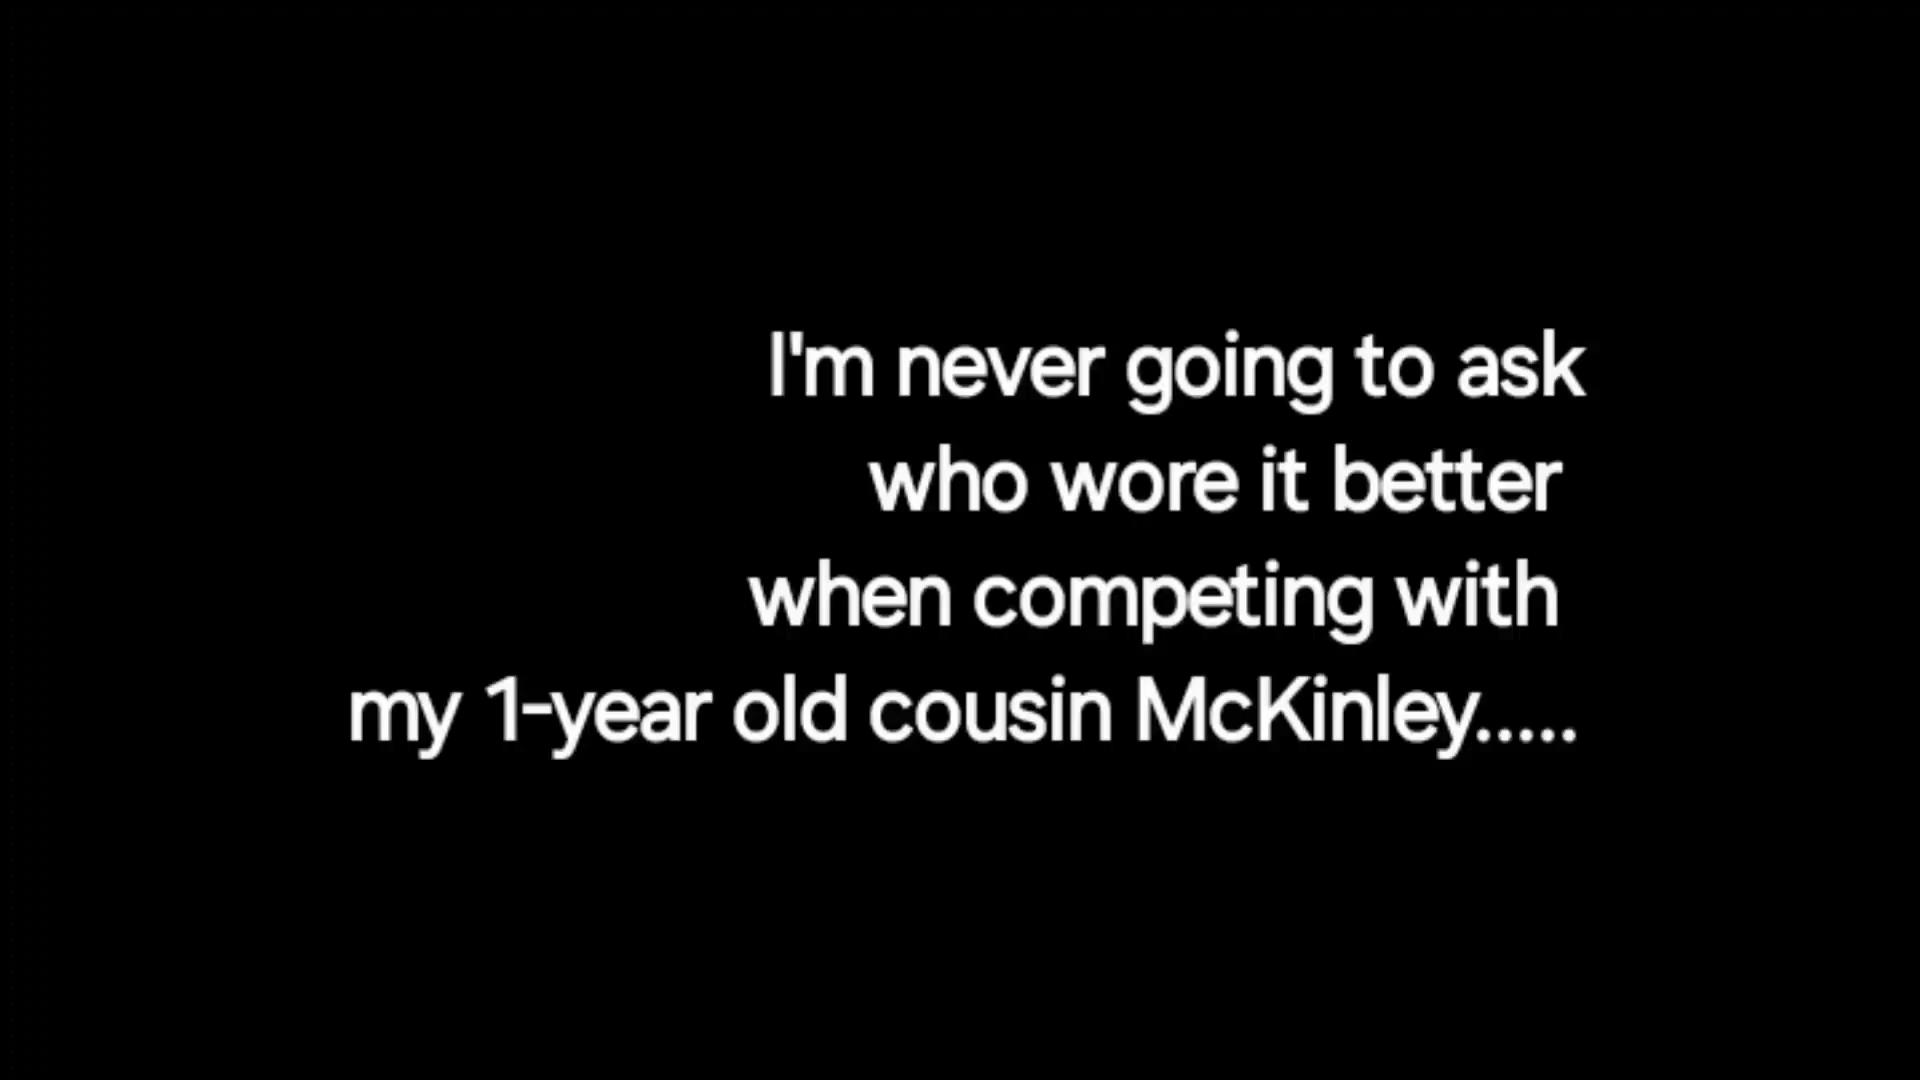 I'm never going to ask
who wore it better
when competing with
my 1-year old cousin McKinley.....